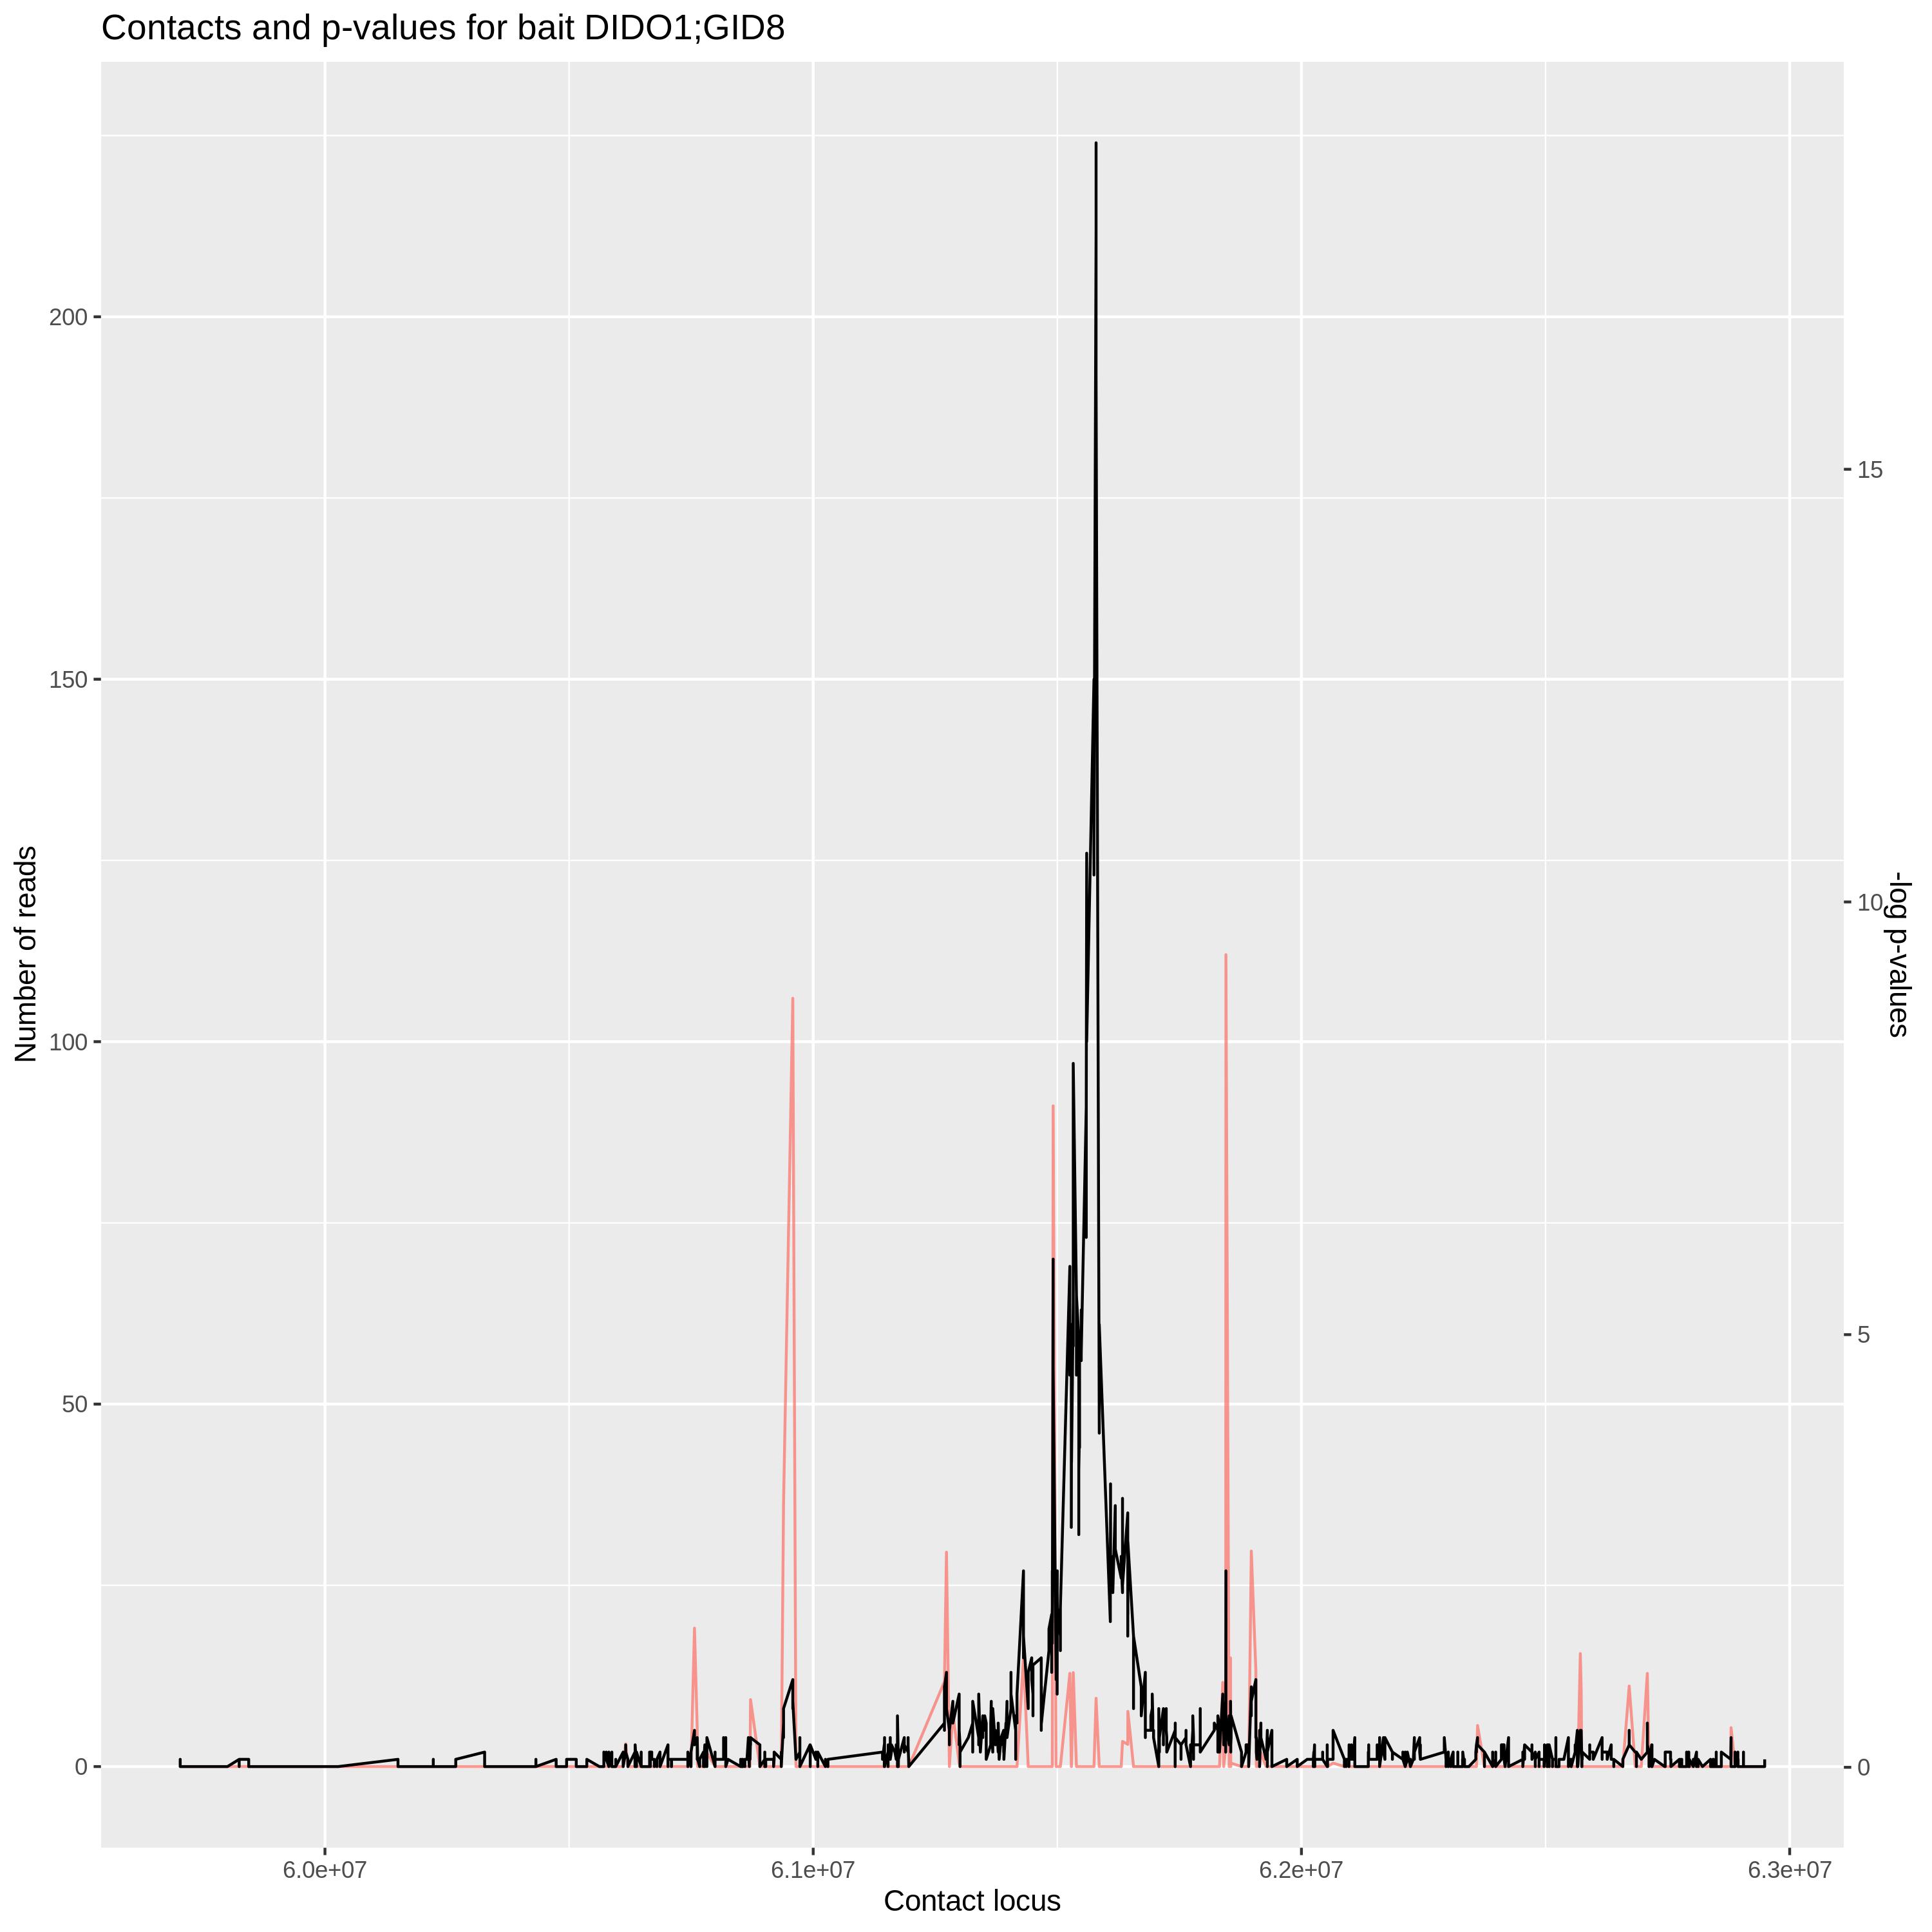 Contacts and p-values for bait DIDO1;GID8
Number of reads
200
150
100
50
0
15
10
5
0
-log p-values
6.0e+07
6.1e+07
6.2e+07
6.3e+07
Contact locus